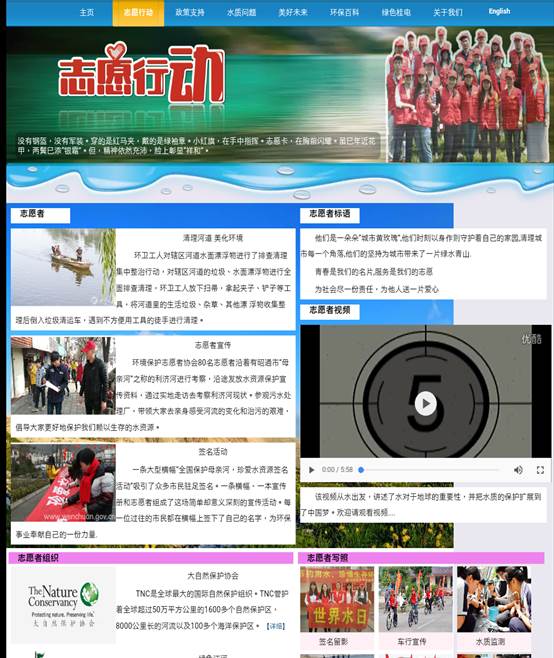 主页 志愿行动 政策支持 水质问题 美好未来 环保百科 绿色社电 关于我们 English
志愿行动
没有钢盔，没有军装。穿的是红马夹，戴的是绿袖章。小红旗，在手中指挥。志愿卡，在胸前闪耀。虽已年近花
甲，两鬓已添"银霜"。但，精神依然充沛，脸上彰显"祥和"。
志愿者
清理河道 美化环境
环卫工人对辖区河道水面漂浮物进行了排查清理
集中整治行动，对辖区河道的垃圾、水面漂浮物进行全
面排查清理。环卫工人放下扫帚，拿起夹子、铲子等工
具，将河道里的生活垃圾、杂草、其他漂 浮物收集整
理后倒入垃圾清运车，遇到不方便用工具的徒手进行清理。
志愿者宣传
环境保护志愿者协会80名志愿者沿着有昭通市"母
亲河"之称的利济河进行考察，沿途发放水资源保护宣
传资料，通过实地走访去考察利济河现状。参观污水处
理厂，带领大家去亲身感受河流的变化和治污的艰难，
倡导大家更好地保护我们赖以生存的水资源。
签名活动
一条大型横幅"全国保护母亲河，珍爱水资源签名
活动"吸引了众多市民驻足签名。一条横幅，一本宣传
册和志愿者组成了这场简单却意义深刻的宣传活动。每
一位过往的市民都在横幅上签下了自己的名字，为环保
事业奉献自己的一份力量.
www.wenchuan.gov.cn
志愿者标语
他们是一朵朵"城市黄玫瑰",他们时刻以身作则守护着自己的家园,清理城
市每一个角落,他们的坚持为城市带来了一片绿水青山.
青春是我们的名片,服务是我们的志愿
为社会尽一份责任，为他人送一片爱心
志愿者视频
优酷
5
0:00 / 5:58
该视频从水出发，讲述了水对于地球的重要性，并把水质的保护扩展到
了中国梦。欢迎请观看视频....
志愿者组织
The Nature
Conservancy
Protecting nature. Preserving life.
大自然保护协会
大自然保护协会
TNC是全球最大的国际自然保护组织。TNC管护
着全球超过50万平方公里的1600多个自然保护区，
8000公里长的河流以及100多个海洋保护区。 【详细】
志愿者写照
世界水日
签名留影 车行宣传 水质监测